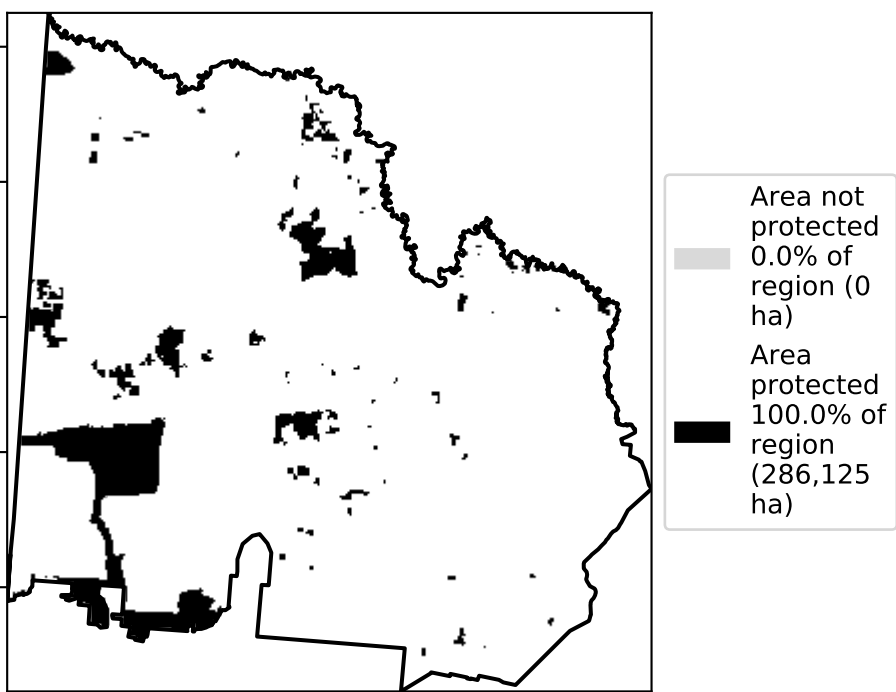 Area not
protected
0.0% of
region (0
ha)
Area
protected
100.0% of
region
(286,125
ha)